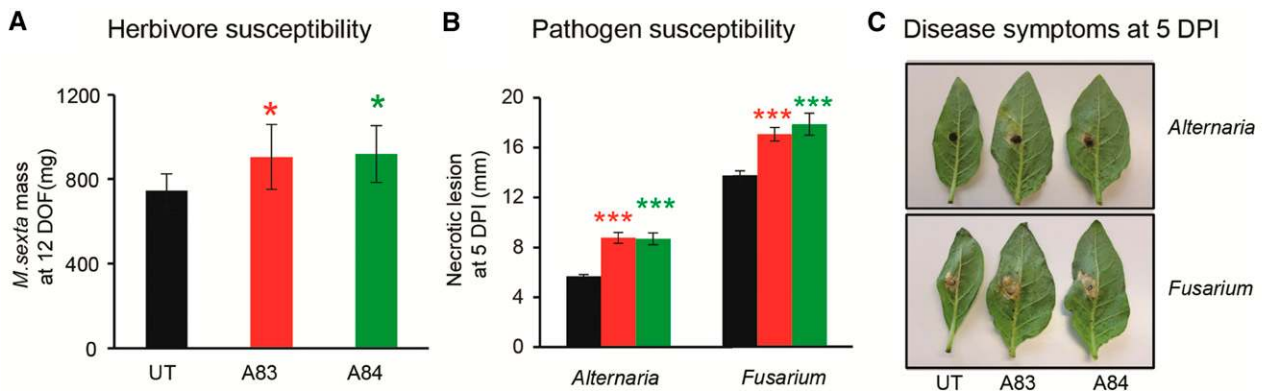 A Herbivore susceptibility
M.sexta mass
at 12 DOF(mg)
1200
800
400
0
*
*
UT A83 A84
B Pathogen susceptibility
Necrotic lesion
at 5 DPI (mm)
20
16
12
8
4
0
*** ***
*** ***
Alternaria Fusarium
C Disease symptoms at 5 DPI
Alternaria
Fusarium
UT A83 A84